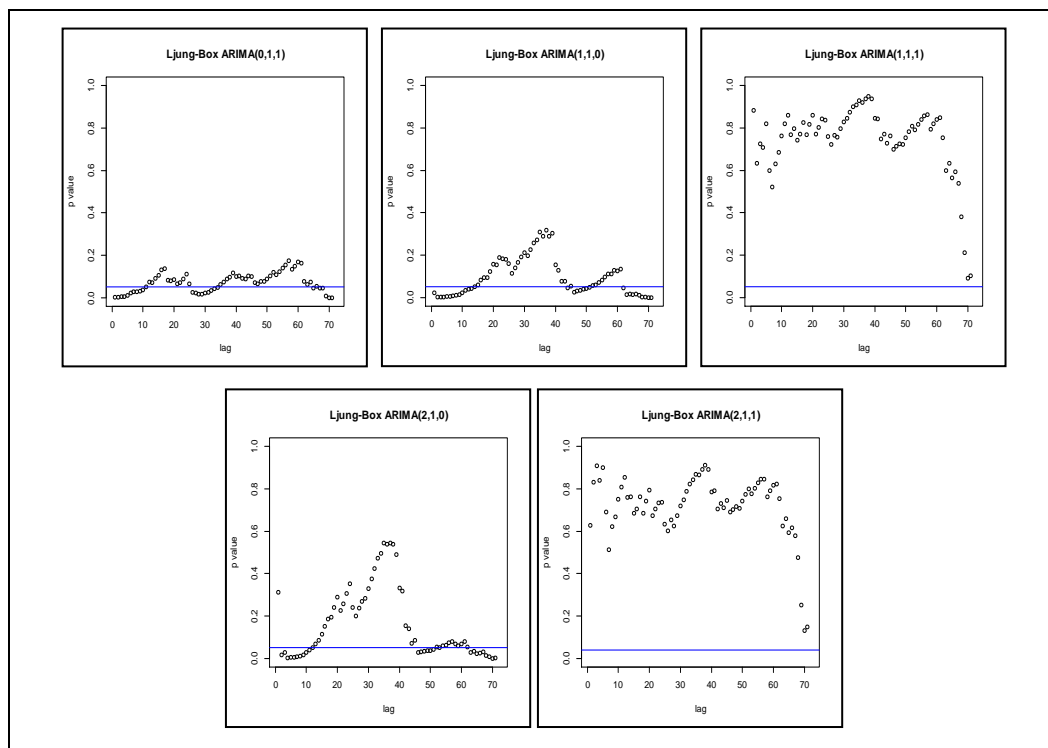 Ljung-Box ARIMA(0,1,1)
p value
1.0
0.8
0.6
0.4
0.2
0.0
0 10 20 30 40 50 60 70
lag
Ljung-Box ARIMA(1,1,0)
p value
1.0
0.8
0.6
0.4
0.2
0.0
0 10 20 30 40 50 60 70
lag
Ljung-Box ARIMA(1,1,1)
p value
1.0
0.8
0.6
0.4
0.2
0.0
0 10 20 30 40 50 60 70
lag
Ljung-Box ARIMA(2,1,0)
p value
1.0
0.8
0.6
0.4
0.2
0.0
0 10 20 30 40 50 60 70
lag
Ljung-Box ARIMA(2,1,1)
p value
1.0
0.8
0.6
0.4
0.2
0.0
0 10 20 30 40 50 60 70
lag